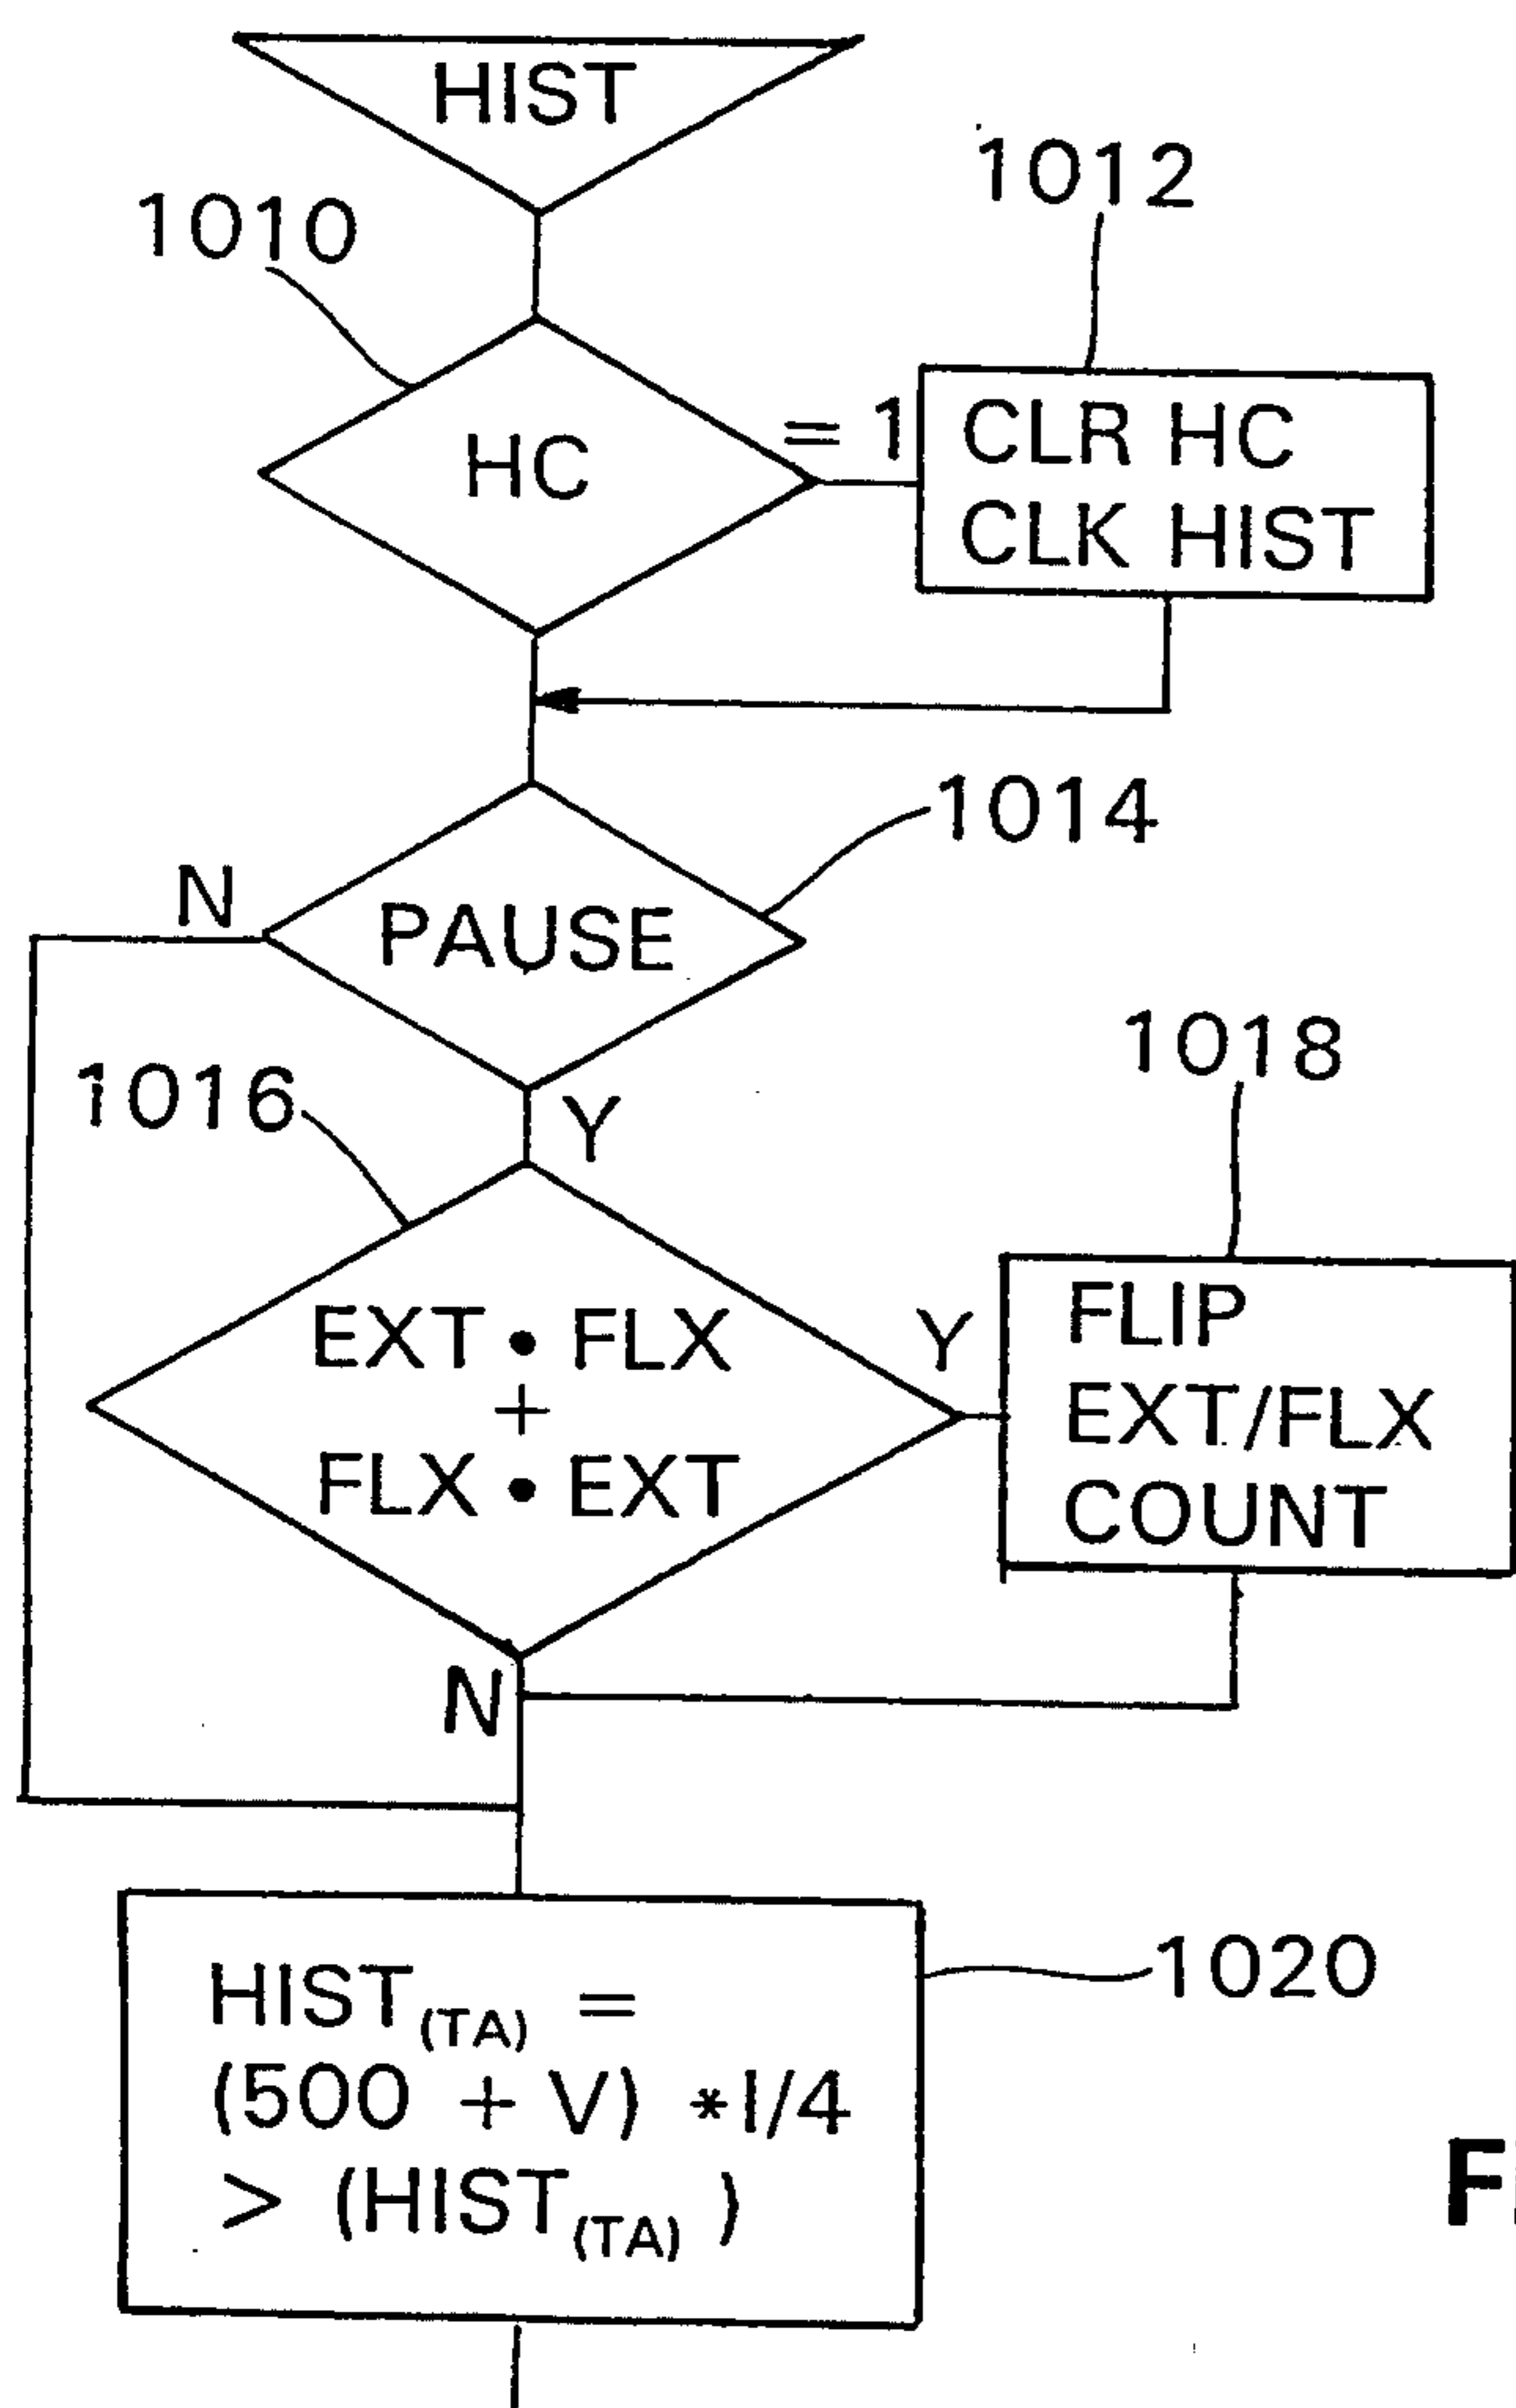 HIST
1010
1012
HC
= 1
CLR HC
CLK HIST
1014
N
PAUSE
1016
Y
1018
EXT • FLX
+
FLX • EXT
Y
FLIP
EXT/FLX
COUNT
N
HIST(TA) =
(500 + V) *I/4
> (HIST(TA) )
1020